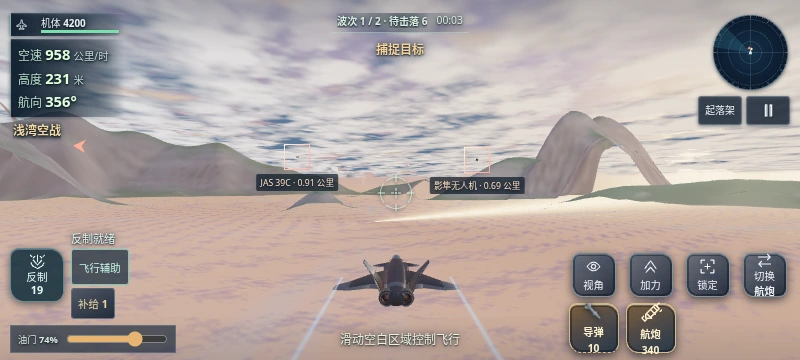 机体 4200
波次 1 / 2 · 待击落 6 00:03
捕捉目标
空速 958 公里/时
高度 231 米
航向 356°
起落架
浅湾空战
JAS 39C · 0.91 公里
影隼无人机 · 0.69 公里
反制就绪
反制
19
飞行辅助
补给 1
油门 74%
滑动空白区域控制飞行
视角
加力
锁定
切换
航炮
导弹
10
航炮
340